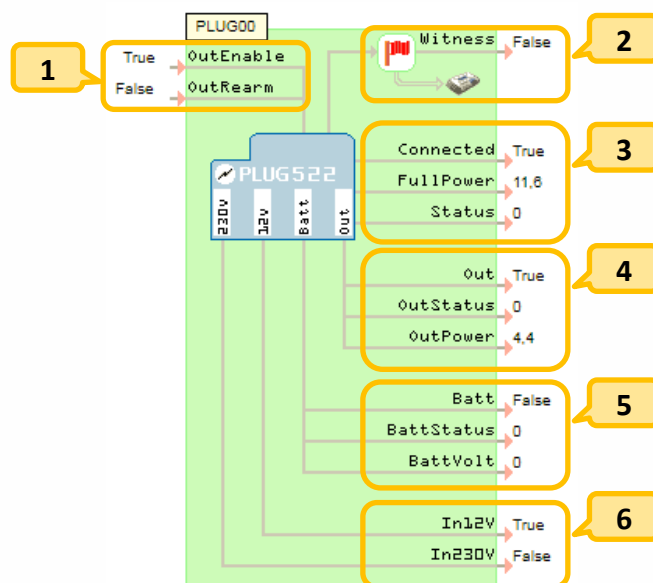 PLUG00
1
True OutEnable
False OutRearm
Witness False
2
PLUG522
230V 12V Batt Out
Connected True
FullPower 11,6
Status 0
3
Out True
OutStatus 0
OutPower 4,4
4
Batt False
BattStatus 0
BattVolt 0
5
In12V True
In230V False
6